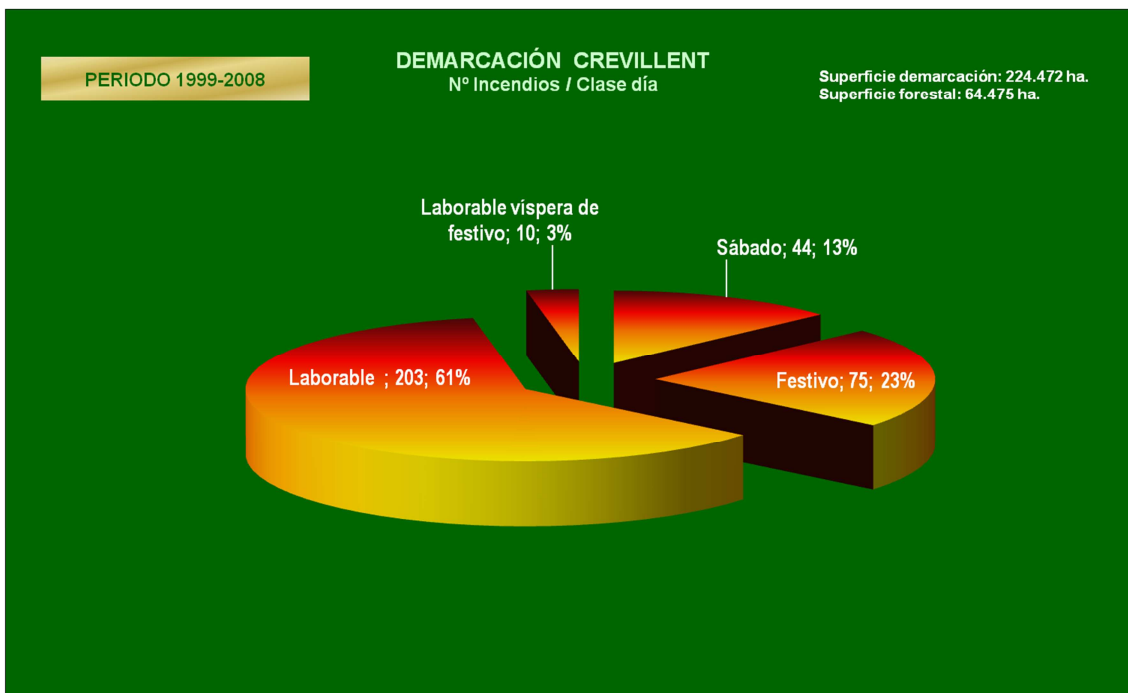 PERIODO 1999-2008
DEMARCACIÓN CREVILLENT
Nº Incendios / Clase día
Superficie demarcación: 224.472 ha.
Superficie forestal: 64.475 ha.
Laborable víspera de
festivo; 10; 3%
Sábado; 44; 13%
Laborable ; 203; 61%
Festivo; 75; 23%